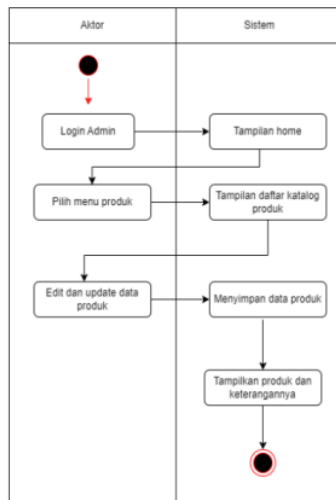 Aktor
Sistem
Login Admin
Tampilan home
Pilih menu produk
Tampilan daftar katalog
produk
Edit dan update data
produk
Menyimpan data produk
Tampilkan produk dan
keterangannya